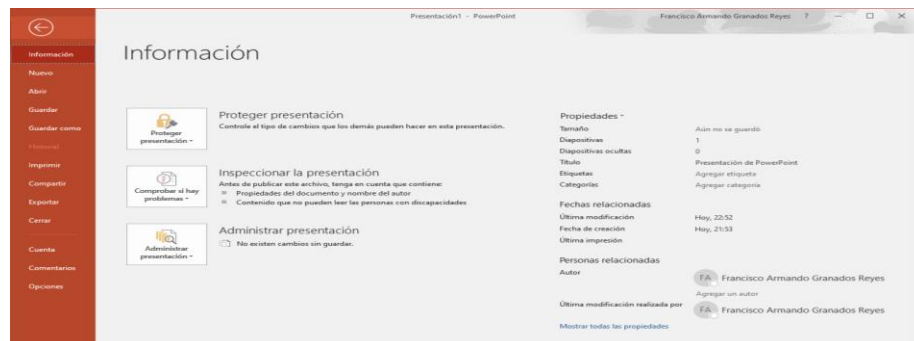 Presentación1 - PowerPoint
Francisco Armando Granados Reyes ?
Información
Nuevo
Abrir
Guardar
Guardar como
Historial
Imprimir
Compartir
Exportar
Cerrar
Cuenta
Comentarios
Opciones
Información
Proteger presentación
Proteger presentación
Controle el tipo de cambios que los demás pueden hacer en esta presentación.
Comprobar si hay problemas
Inspeccionar la presentación
Antes de publicar este archivo, tenga en cuenta que contiene:
Propiedades del documento y nombre del autor
Contenido que no pueden leer las personas con discapacidades
Administrar presentación
Administrar presentación
No existen cambios sin guardar.
Propiedades
Tamaño Aún no se guardó
Diapositivas 1
Diapositivas ocultas 0
Título Presentación de PowerPoint
Etiquetas Agregar etiqueta
Categorías Agregar categoría
Fechas relacionadas
Última modificación Hoy, 22:52
Fecha de creación Hoy, 21:53
Última impresión
Personas relacionadas
Autor
FA Francisco Armando Granados Reyes
Agregar un autor
Última modificación realizada por
FA Francisco Armando Granados Reyes
Mostrar todas las propiedades